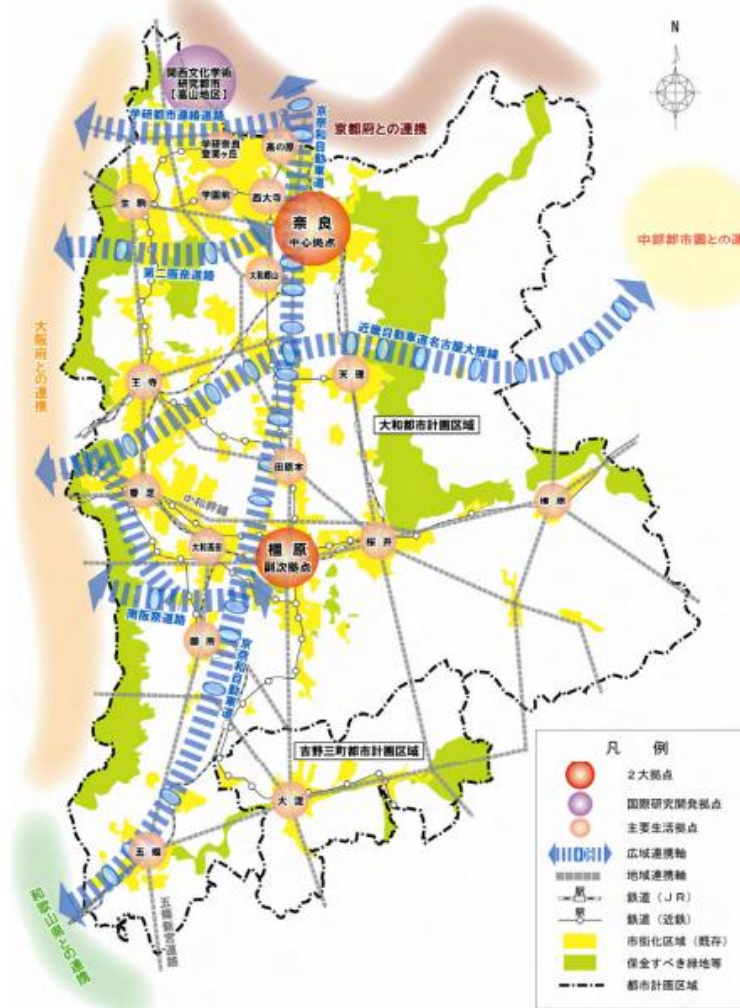 N
関西文化学術
研究都市
【高山地区】
学研都市連絡道路
京奈和自動車道
京都府との連携
学研奈良
登美ヶ丘
高の原
生駒
学園前
西大寺
奈良
中心拠点
中部都市圏との連
第二阪奈道路
大和郡山
近畿自動車道名古屋大阪線
大阪府との連携
王寺
天理
大和都市計画区域
田原本
香芝
中和幹線
榛原
大和高田
橿原
副次拠点
桜井
南阪奈道路
御所
京奈和自動車道
吉野三町都市計画区域
大淀
五條
五條新宮道路
和歌山県との連携
凡例
2大拠点
国際研究開発拠点
主要生活拠点
広域連携軸
地域連携軸
駅
鉄道(JR)
駅
鉄道(近鉄)
市街化区域(既存)
保全すべき緑地等
都市計画区域